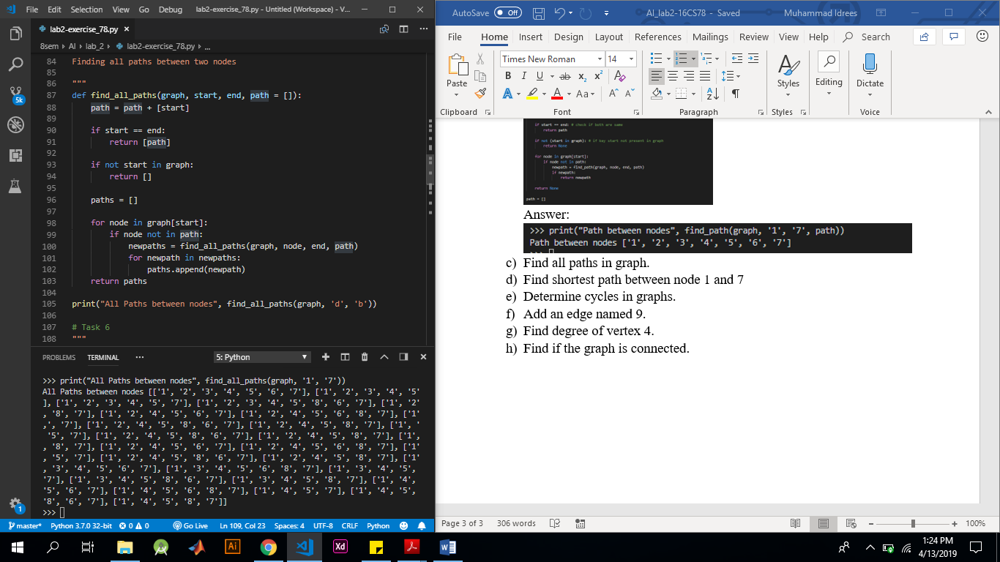 File Edit Selection View Go Debug lab2-exercise_78.py - Untitled (Workspace) - V...
lab2-exercise_78.py ×
8sem › AI › lab_2 › lab2-exercise_78.py › ...
84 Finding all paths between two nodes
85
86 """
87 def find_all_paths(graph, start, end, path = []):
88 path = path + [start]
89
90 if start == end:
91 return [path]
92
93 if not start in graph:
94 return []
95
96 paths = []
97
98 for node in graph[start]:
99 if node not in path:
100 newpaths = find_all_paths(graph, node, end, path)
101 for newpath in newpaths:
102 paths.append(newpath)
103 return paths
104
105 print("All Paths between nodes", find_all_paths(graph, 'd', 'b'))
106
107 # Task 6
108 """
5k
1
PROBLEMS TERMINAL ••• 5: Python
>>> print("All Paths between nodes", find_all_paths(graph, '1', '7'))
All Paths between nodes [['1', '2', '3', '4', '5', '6', '7'], ['1', '2', '3', '4', '5'
], ['1', '2', '3', '4', '5', '7'], ['1', '2', '3', '4', '5', '8', '6', '7'], ['1', '2'
, '8', '7'], ['1', '2', '4', '5', '6', '7'], ['1', '2', '4', '5', '6', '8', '7'], ['1'
,', '7'], ['1', '2', '4', '5', '8', '6', '7'], ['1', '2', '4', '5', '8', '7'], ['1', '
'5', '7'], ['1', '2', '4', '5', '8', '6', '7'], ['1', '2', '4', '5', '8', '7'], ['1',
, '8', '7'], ['1', '2', '4', '5', '6', '7'], ['1', '2', '4', '5', '6', '8', '7'], ['1'
, '5', '7'], ['1', '2', '4', '5', '8', '6', '7'], ['1', '2', '4', '5', '8', '7'], ['1'
, '3', '4', '5', '6', '7'], ['1', '3', '4', '5', '6', '8', '7'], ['1', '3', '4', '5',
'7'], ['1', '3', '4', '5', '8', '6', '7'], ['1', '3', '4', '5', '8', '7'], ['1', '4',
'5', '6', '7'], ['1', '4', '5', '6', '8', '7'], ['1', '4', '5', '7'], ['1', '4', '5',
'8', '6', '7'], ['1', '4', '5', '8', '7']]
>>>
master* Python 3.7.0 32-bit 0 0 Go Live Ln 109, Col 23 Spaces: 4 UTF-8 CRLF Python
AutoSave Off AI_lab2-16CS78 - Saved Muhammad Idrees
File Home Insert Design Layout References Mailings Review View Help Search
Times New Roman 14
Paste
B I U ab x₂ x²
A A Aa A A
Styles
Editing
Dictate
Clipboard Font Paragraph Styles Voice
if start == end: # check if both are same
return path
if not (start in graph): # if key start not present in graph
return None
for node in graph[start]:
if node not in path:
newpath = find_path(graph, node, end, path)
if newpath:
return newpath
return None
path = []
Answer:
>>> print("Path between nodes", find_path(graph, '1', '7', path))
Path between nodes ['1', '2', '3', '4', '5', '6', '7']
c) Find all paths in graph.
d) Find shortest path between node 1 and 7
e) Determine cycles in graphs.
f) Add an edge named 9.
g) Find degree of vertex 4.
h) Find if the graph is connected.
Page 3 of 3 306 words 100%
Ai Xd
1:24 PM
4/13/2019